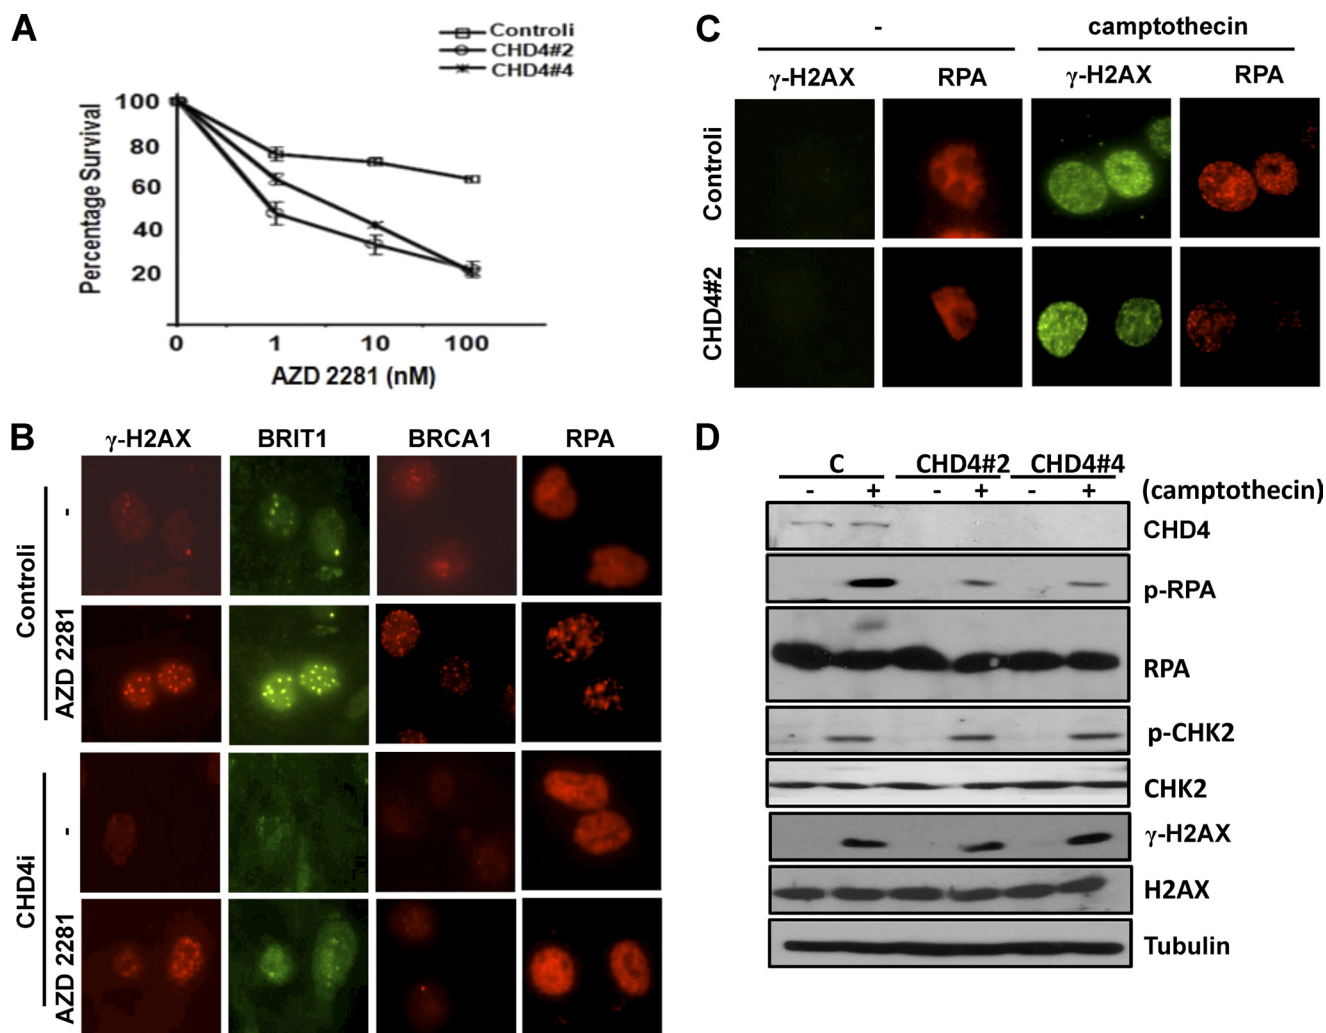 A
Controli
CHD4#2
CHD4#4
Percentage Survival
100
80
60
40
20
0 1 10 100
AZD 2281 (nM)
B
γ-H2AX BRIT1 BRCA1 RPA
Controli
-
AZD 2281
CHD4i
-
AZD 2281
C
- camptothecin
γ-H2AX RPA γ-H2AX RPA
Controli
CHD4#2
D
C CHD4#2 CHD4#4
- + - + - + (camptothecin)
CHD4
p-RPA
RPA
p-CHK2
CHK2
γ-H2AX
H2AX
Tubulin